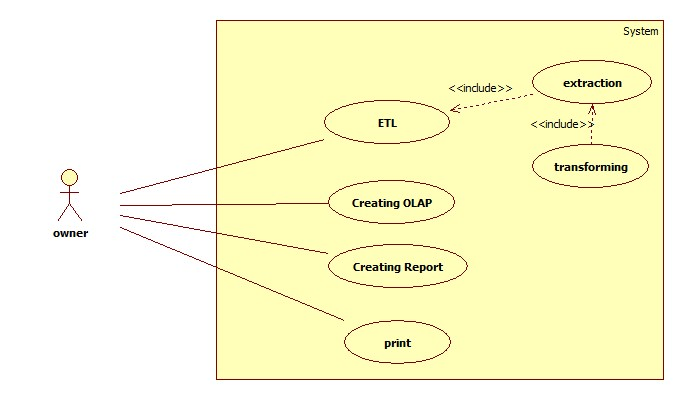 System
extraction
<<include>>
ETL
<<include>>
transforming
Creating OLAP
owner
Creating Report
print